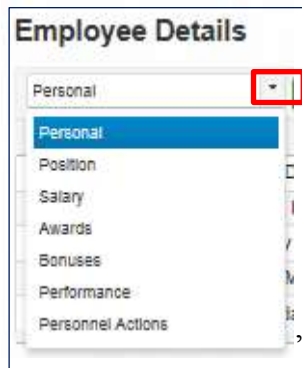 Employee Details
Personal
Personal
Position
Salary
Awards
Bonuses
Performance
Personnel Actions
,